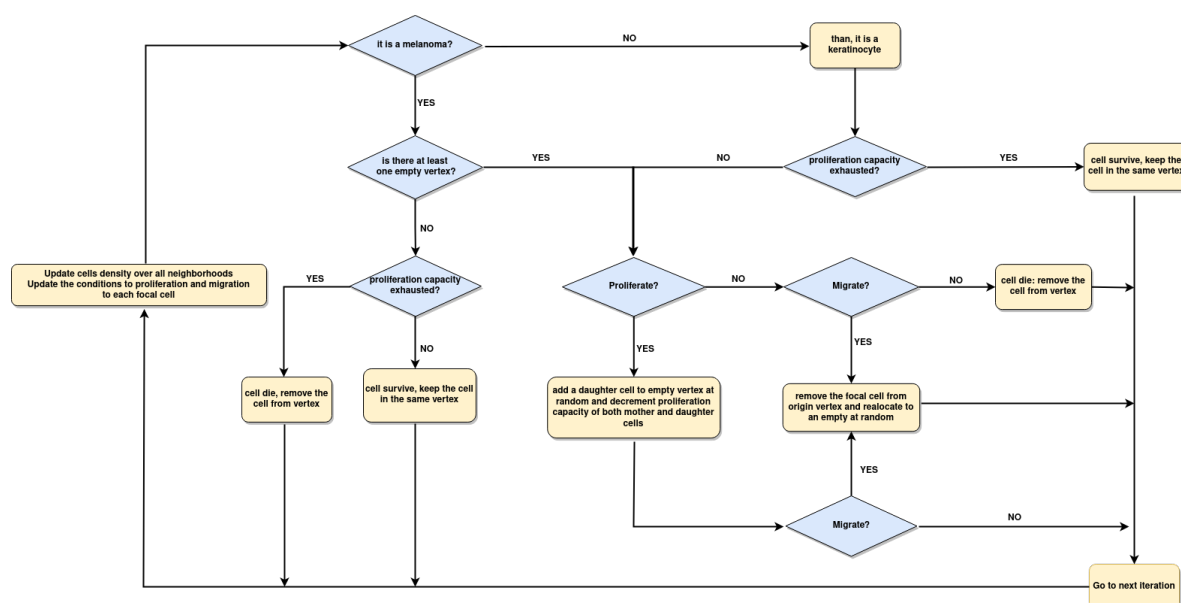 it is a melanoma?
NO
than, it is a
keratinocyte
YES
is there at least
one empty vertex?
YES
NO
proliferation capacity
exhausted?
YES
cell survive, keep the
cell in the same vertex
NO
Update cells density over all neighborhoods
Update the conditions to proliferation and migration
to each focal cell
YES
proliferation capacity
exhausted?
Proliferate?
NO
Migrate?
NO
cell die: remove the
cell from vertex
NO
YES
YES
cell die, remove the
cell from vertex
cell survive, keep the cell
in the same vertex
add a daughter cell to empty vertex at
random and decrement proliferation
capacity of both mother and daughter
cells
remove the focal cell from
origin vertex and realocate to
an empty at random
YES
Migrate?
NO
Go to next iteration